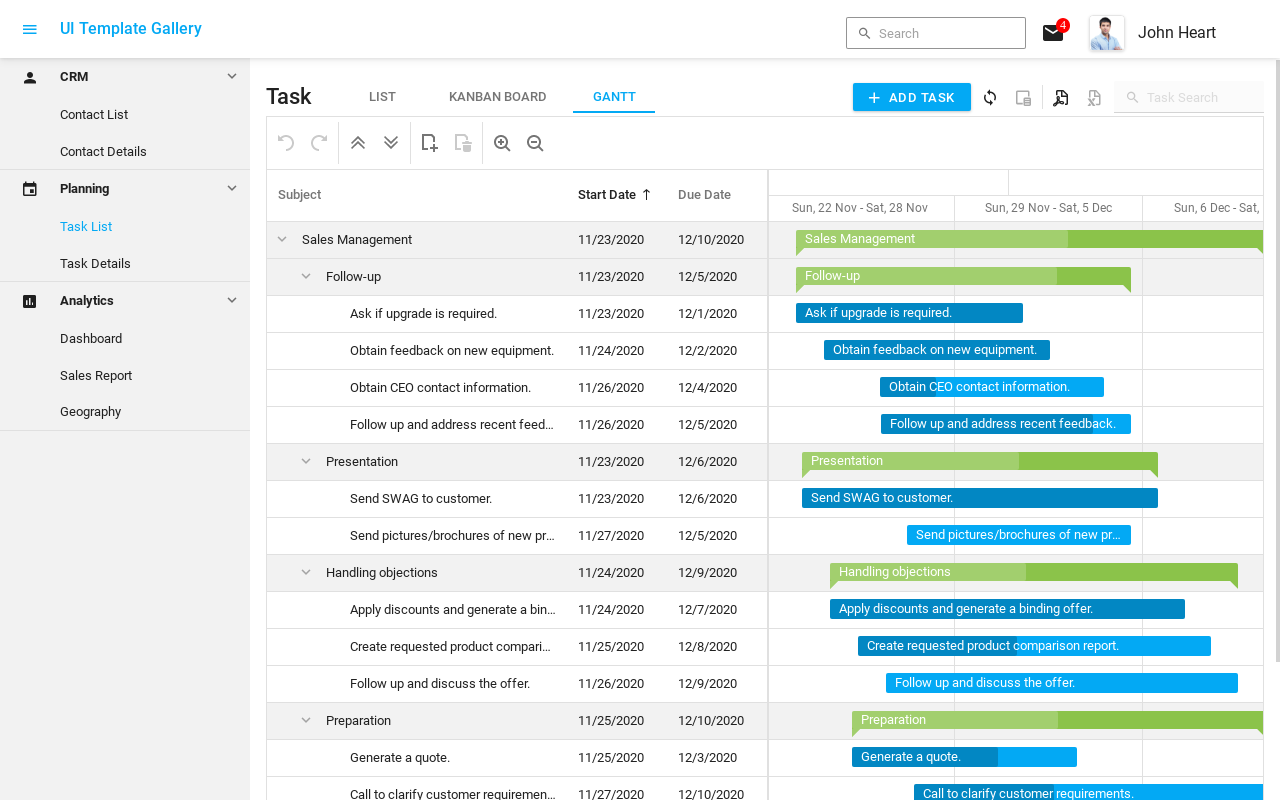 UI Template Gallery
Search
4
John Heart
CRM
Contact List
Contact Details
Planning
Task List
Task Details
Analytics
Dashboard
Sales Report
Geography
Task
LIST
KANBAN BOARD
GANTT
ADD TASK
Task Search
Subject
Start Date
Due Date
Sun, 22 Nov - Sat, 28 Nov
Sun, 29 Nov - Sat, 5 Dec
Sun, 6 Dec - Sat,
Sales Management 11/23/2020 12/10/2020 Sales Management
Follow-up 11/23/2020 12/5/2020 Follow-up
Ask if upgrade is required. 11/23/2020 12/1/2020 Ask if upgrade is required.
Obtain feedback on new equipment. 11/24/2020 12/2/2020 Obtain feedback on new equipment.
Obtain CEO contact information. 11/26/2020 12/4/2020 Obtain CEO contact information.
Follow up and address recent feed... 11/26/2020 12/5/2020 Follow up and address recent feedback.
Presentation 11/23/2020 12/6/2020 Presentation
Send SWAG to customer. 11/23/2020 12/6/2020 Send SWAG to customer.
Send pictures/brochures of new pr... 11/27/2020 12/5/2020 Send pictures/brochures of new pr...
Handling objections 11/24/2020 12/9/2020 Handling objections
Apply discounts and generate a bin... 11/24/2020 12/7/2020 Apply discounts and generate a binding offer.
Create requested product compari... 11/25/2020 12/8/2020 Create requested product comparison report.
Follow up and discuss the offer. 11/26/2020 12/9/2020 Follow up and discuss the offer.
Preparation 11/25/2020 12/10/2020 Preparation
Generate a quote. 11/25/2020 12/3/2020 Generate a quote.
Call to clarify customer requiremen... 11/27/2020 12/10/2020 Call to clarify customer requirements.